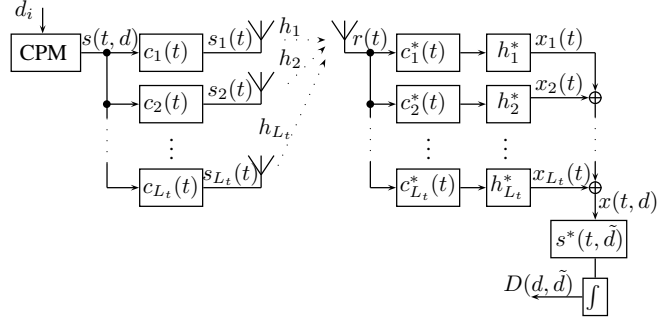 d_i
CPM s(t, d) c_1(t) s_1(t) h_1 r(t) c_1^*(t) h_1^* x_1(t)
c_2(t) s_2(t) h_2 c_2^*(t) h_2^* x_2(t)
h_{L_t}
c_{L_t}(t) s_{L_t}(t) c_{L_t}^*(t) h_{L_t}^* x_{L_t}(t)
x(t, d)
s^*(t, \tilde{d})
D(d, \tilde{d}) ∫